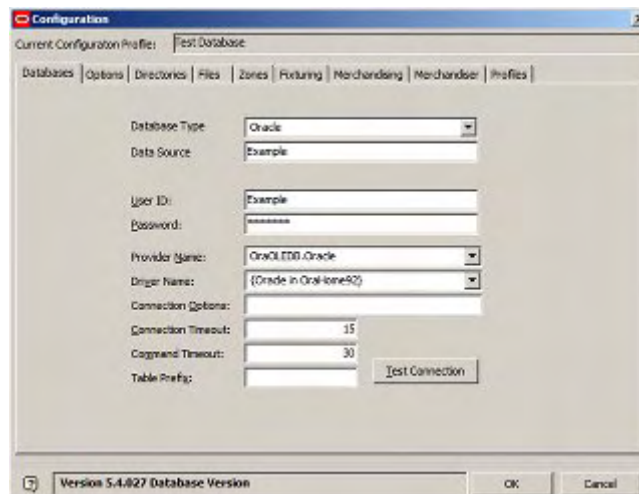 Configuration
Current Configuraton Profile: Test Database
Databases Options Directories Files Zones Fixturing Merchandising Merchandiser Profiles
Database Type Oracle
Data Source Example
User ID: Example
Password: ********
Provider Name: OraOLEDB.Oracle
Driver Name: {Oracle in OraHome92}
Connection Options:
Connection Timeout: 15
Command Timeout: 30
Table Prefix:
Test Connection
Version 5.4.027 Database Version
OK Cancel